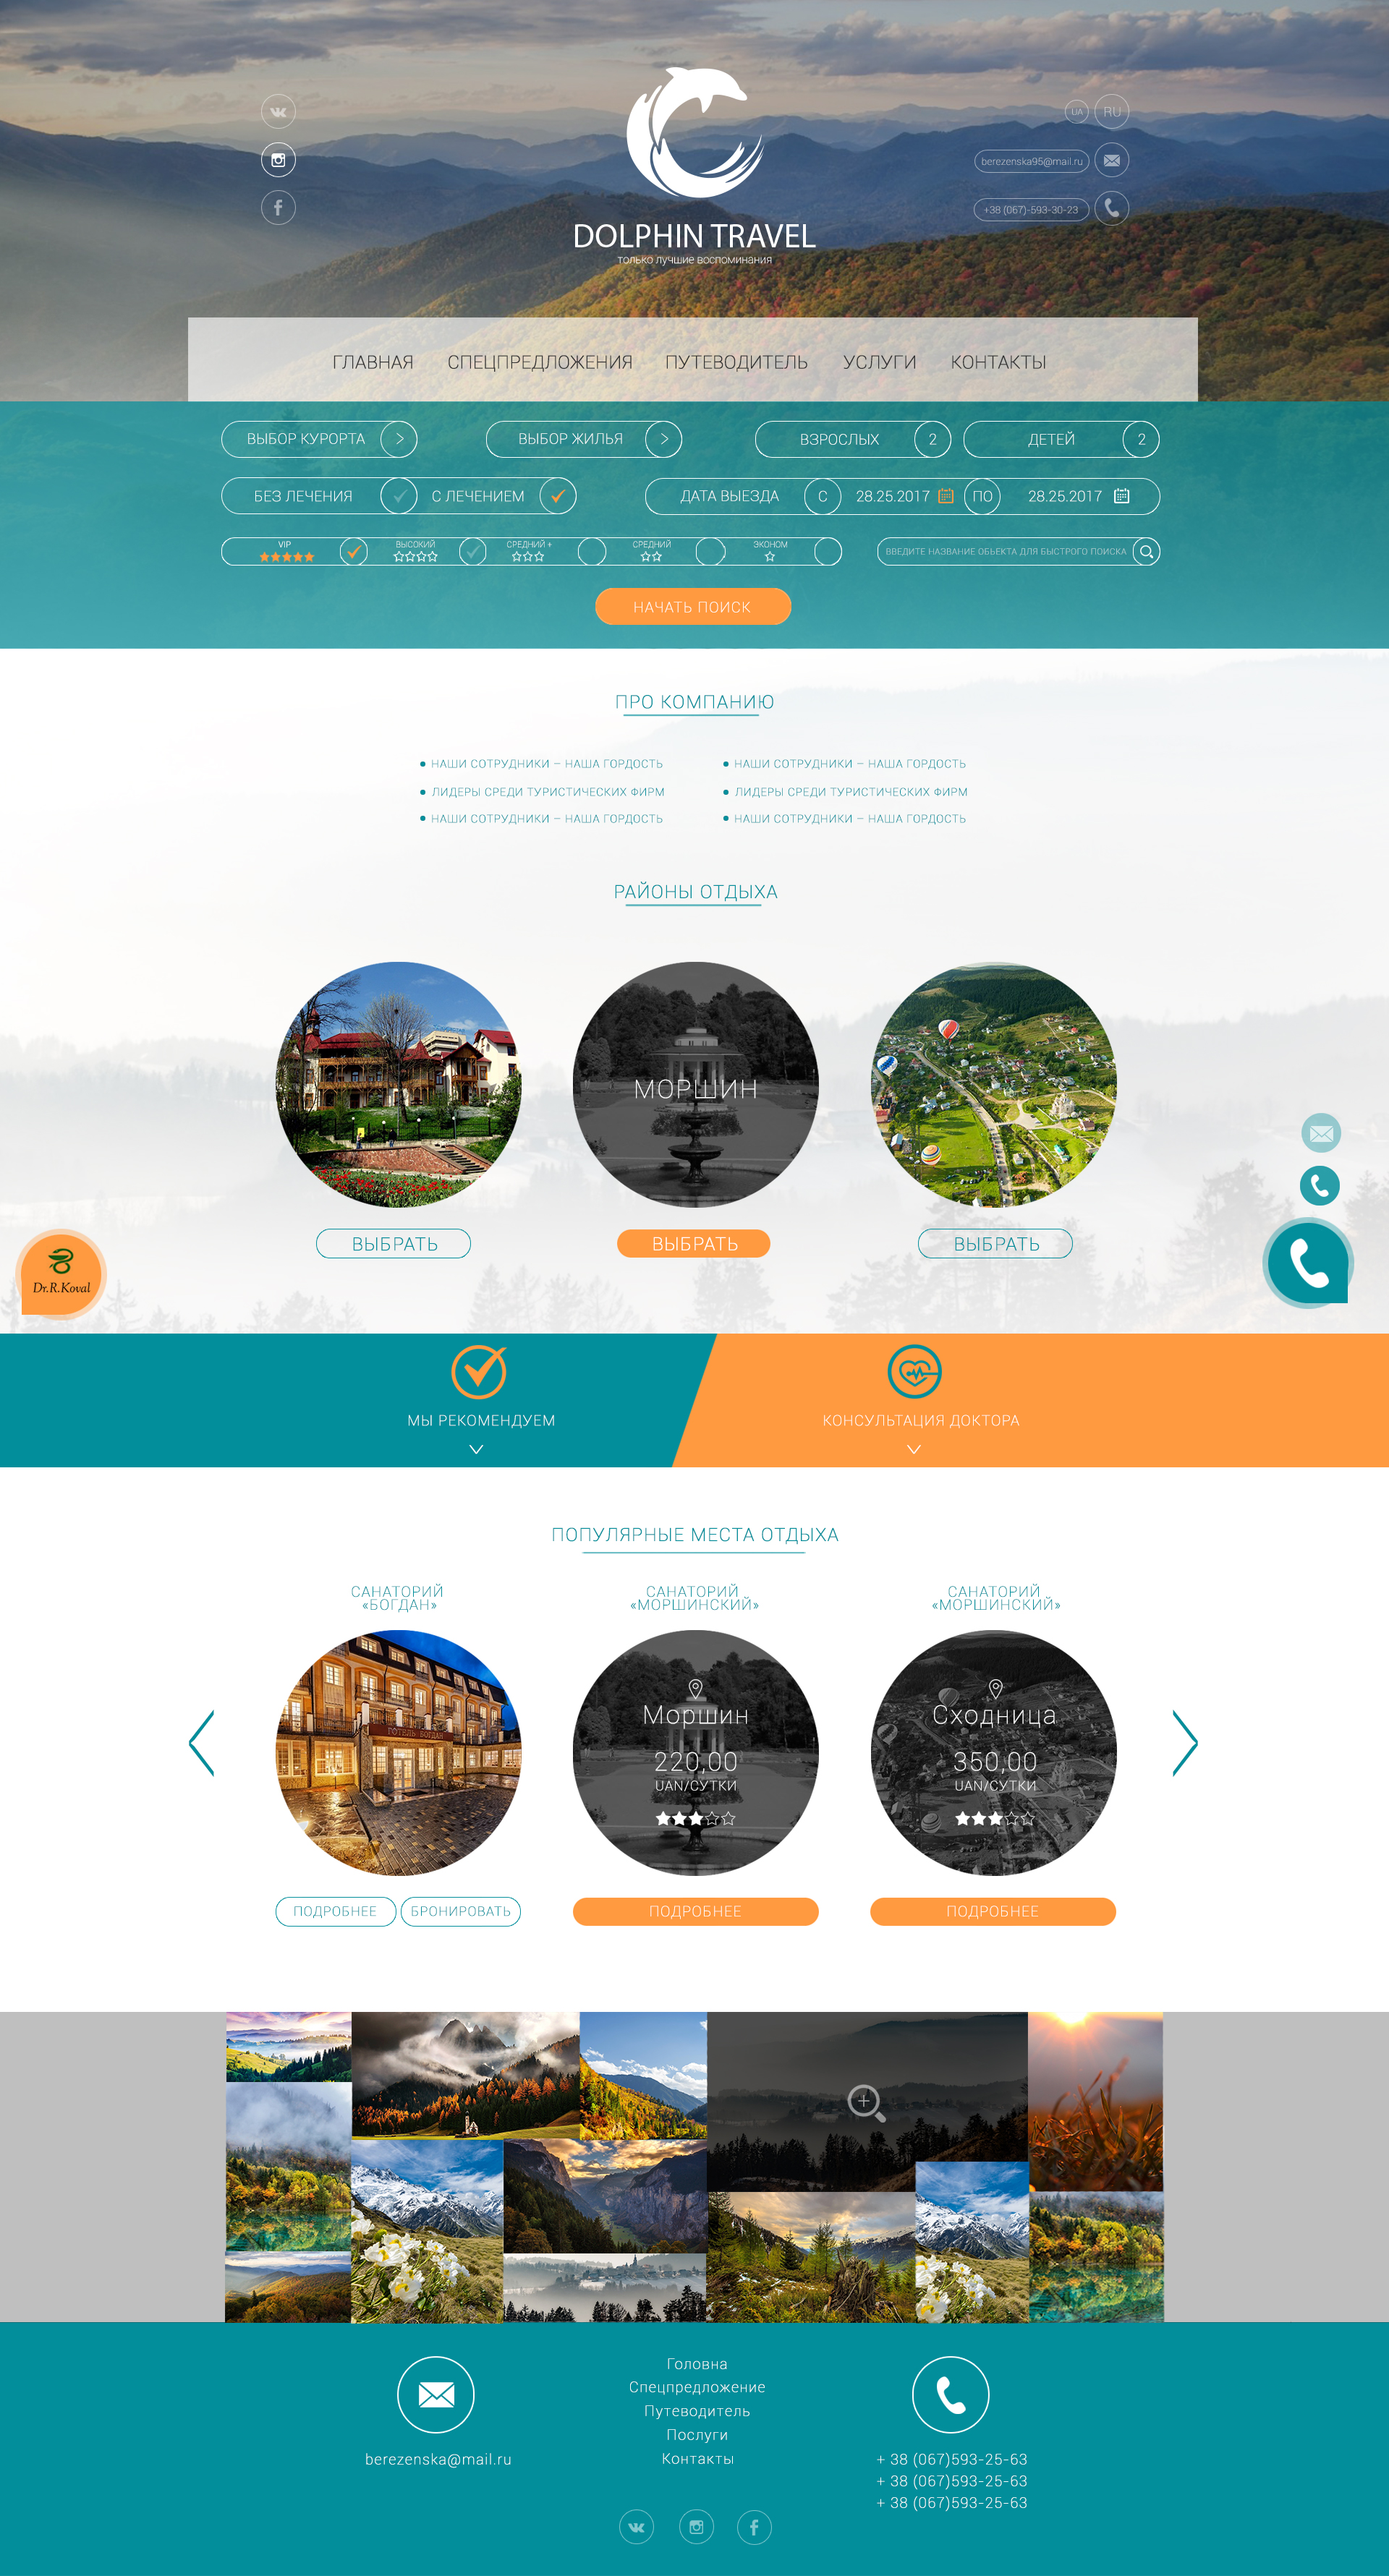 UA
RU
berezenska95@mail.ru
+38 (067)-593-30-23
DOLPHIN TRAVEL
только лучшие воспоминания
ГЛАВНАЯ
СПЕЦПРЕДЛОЖЕНИЯ
ПУТЕВОДИТЕЛЬ
УСЛУГИ
КОНТАКТЫ
ВЫБОР КУРОРТА
ВЫБОР ЖИЛЬЯ
ВЗРОСЛЫХ
2
ДЕТЕЙ
2
БЕЗ ЛЕЧЕНИЯ
С ЛЕЧЕНИЕМ
ДАТА ВЫЕЗДА
С
28.25.2017
ПО
28.25.2017
VIP
ВЫСОКИЙ
СРЕДНИЙ +
СРЕДНИЙ
ЭКОНОМ
ВВЕДИТЕ НАЗВАНИЕ ОБЬЕКТА ДЛЯ БЫСТРОГО ПОИСКА
НАЧАТЬ ПОИСК
ПРО КОМПАНИЮ
НАШИ СОТРУДНИКИ – НАША ГОРДОСТЬ
НАШИ СОТРУДНИКИ – НАША ГОРДОСТЬ
ЛИДЕРЫ СРЕДИ ТУРИСТИЧЕСКИХ ФИРМ
ЛИДЕРЫ СРЕДИ ТУРИСТИЧЕСКИХ ФИРМ
НАШИ СОТРУДНИКИ – НАША ГОРДОСТЬ
НАШИ СОТРУДНИКИ – НАША ГОРДОСТЬ
РАЙОНЫ ОТДЫХА
МОРШИН
ВЫБРАТЬ
ВЫБРАТЬ
ВЫБРАТЬ
Dr.R.Koval
МЫ РЕКОМЕНДУЕМ
КОНСУЛЬТАЦИЯ ДОКТОРА
ПОПУЛЯРНЫЕ МЕСТА ОТДЫХА
САНАТОРИЙ
«БОГДАН»
САНАТОРИЙ
«МОРШИНСКИЙ»
САНАТОРИЙ
«МОРШИНСКИЙ»
ГОТЕЛЬ БОГДАН
Моршин
220,00
UAN/СУТКИ
Сходница
350,00
UAN/СУТКИ
ПОДРОБНЕЕ
БРОНИРОВАТЬ
ПОДРОБНЕЕ
ПОДРОБНЕЕ
berezenska@mail.ru
Головна
Спецпредложение
Путеводитель
Послуги
Контакты
+ 38 (067)593-25-63
+ 38 (067)593-25-63
+ 38 (067)593-25-63